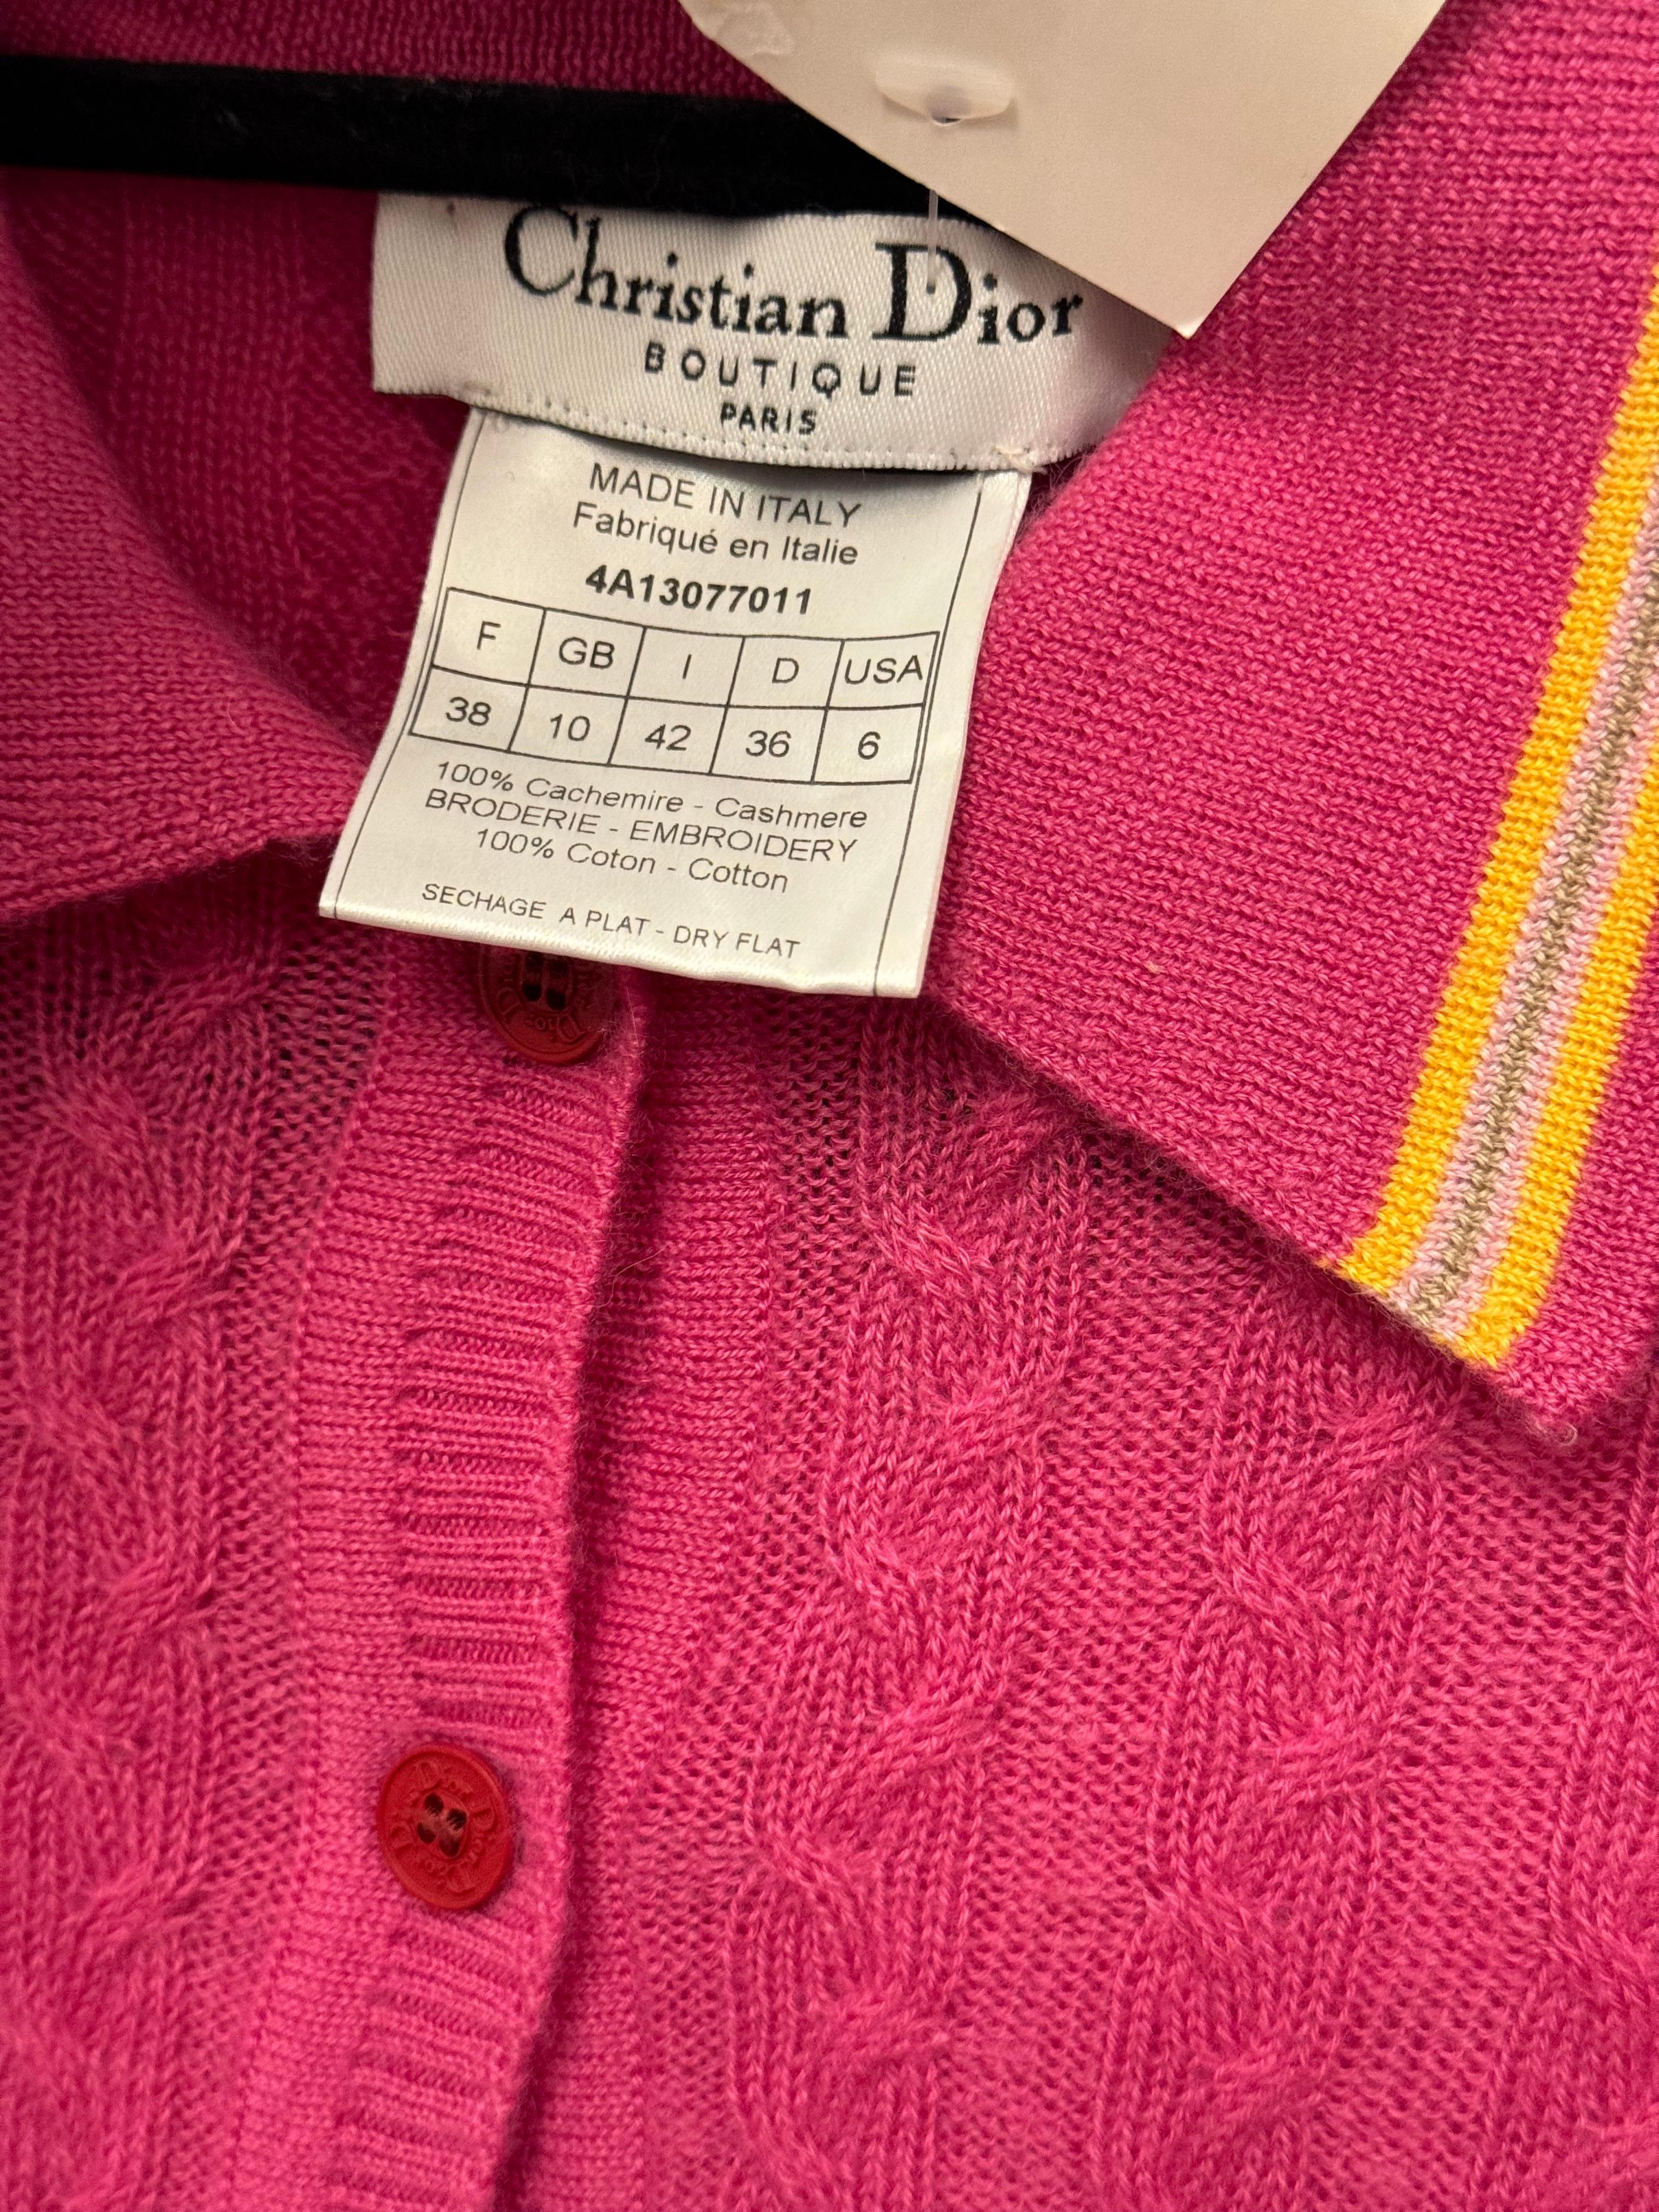 Christian Dior
BOUTIQUE
PARIS
MADE IN ITALY
Fabriqué en Italie
4A13077011
F GB I D USA
38 10 42 36 6
100% Cachemire - Cashmere
BRODERIE - EMBROIDERY
100% Coton - Cotton
SECHAGE A PLAT - DRY FLAT